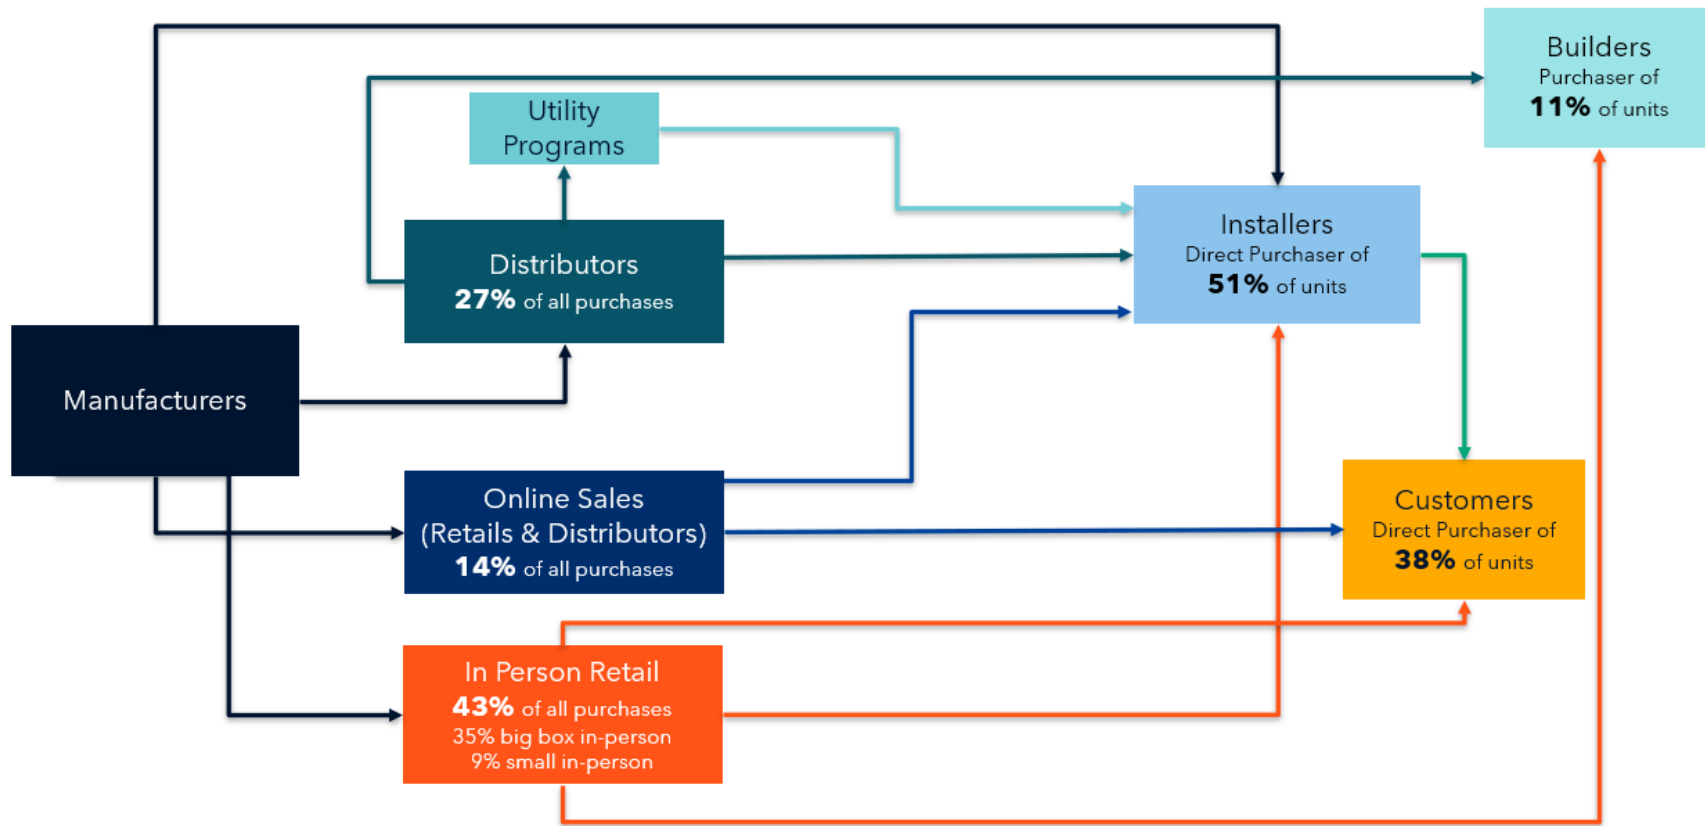 Builders
Purchaser of
11% of units
Utility
Programs
Installers
Direct Purchaser of
51% of units
Distributors
27% of all purchases
Manufacturers
Online Sales
(Retails & Distributors)
14% of all purchases
Customers
Direct Purchaser of
38% of units
In Person Retail
43% of all purchases
35% big box in-person
9% small in-person